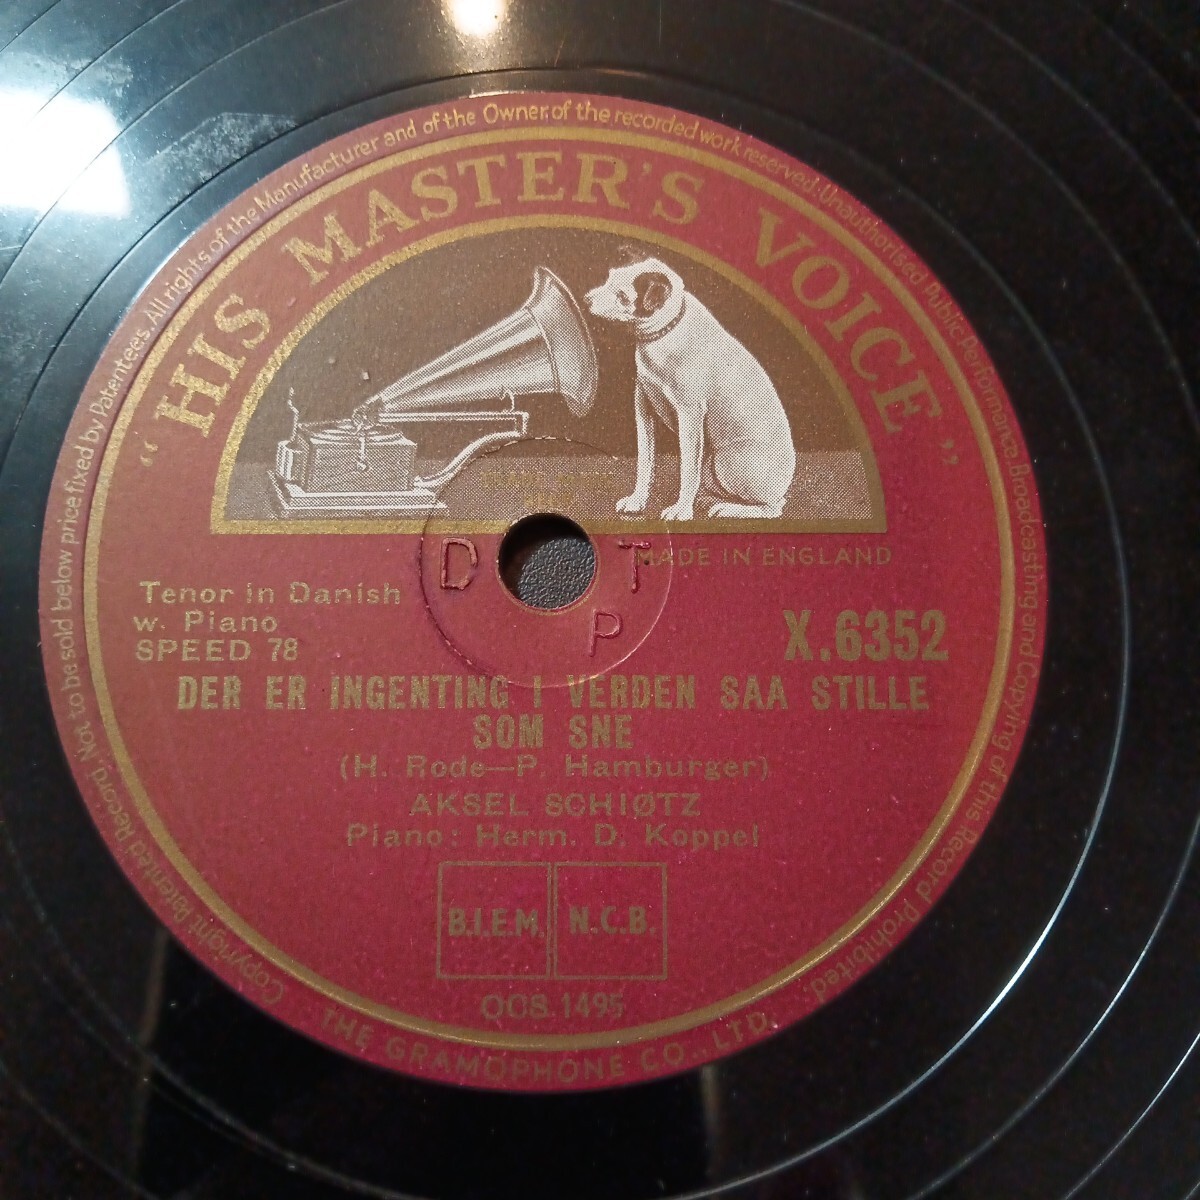 Copyright Patented Record. Not to be sold below price fixed by Patentees. All rights of the Manufacturer and of the Owner of the recorded work reserved. Unauthorised Public Performance, Broadcasting and Copying of this Record Prohibited.
"HIS MASTER'S VOICE"
D T
P
MADE IN ENGLAND
Tenor in Danish
w. Piano
SPEED 78
X.6352
DER ER INGENTING I VERDEN SAA STILLE
SOM SNE
(H. Rode—P. Hamburger)
AKSEL SCHIØTZ
Piano: Herm. D. Koppel
B.I.E.M. N.C.B.
OCS 1495
THE GRAMOPHONE CO., LTD.